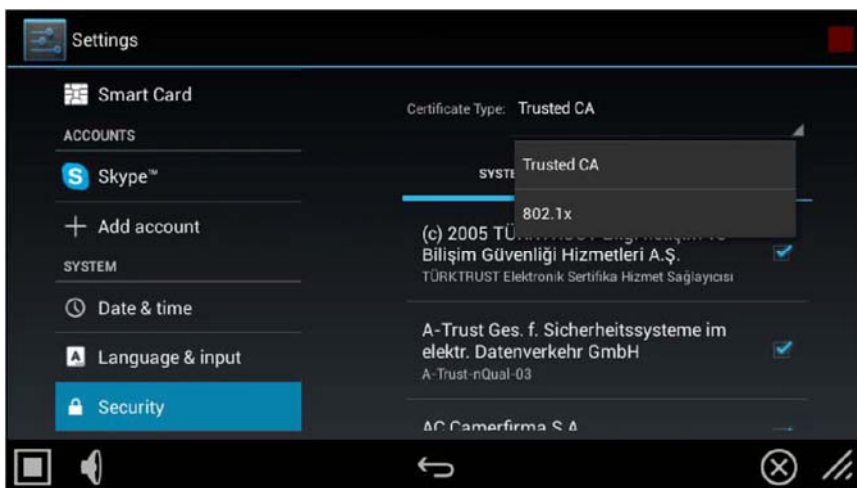 Settings
Smart Card
ACCOUNTS
Skype™
Add account
SYSTEM
Date & time
A
Language & input
Security
Certificate Type: Trusted CA
Trusted CA
802.1x
SYSTE
(c) 2005
Bilişim Güvenliği Hizmetleri A.Ş.
TÜRKTRUST Elektronik Sertifika Hizmet Sağlayıcısı
A-Trust Ges. f. Sicherheitssysteme im
elektr. Datenverkehr GmbH
A-Trust-nQual-03
AC Camerfirma S.A.